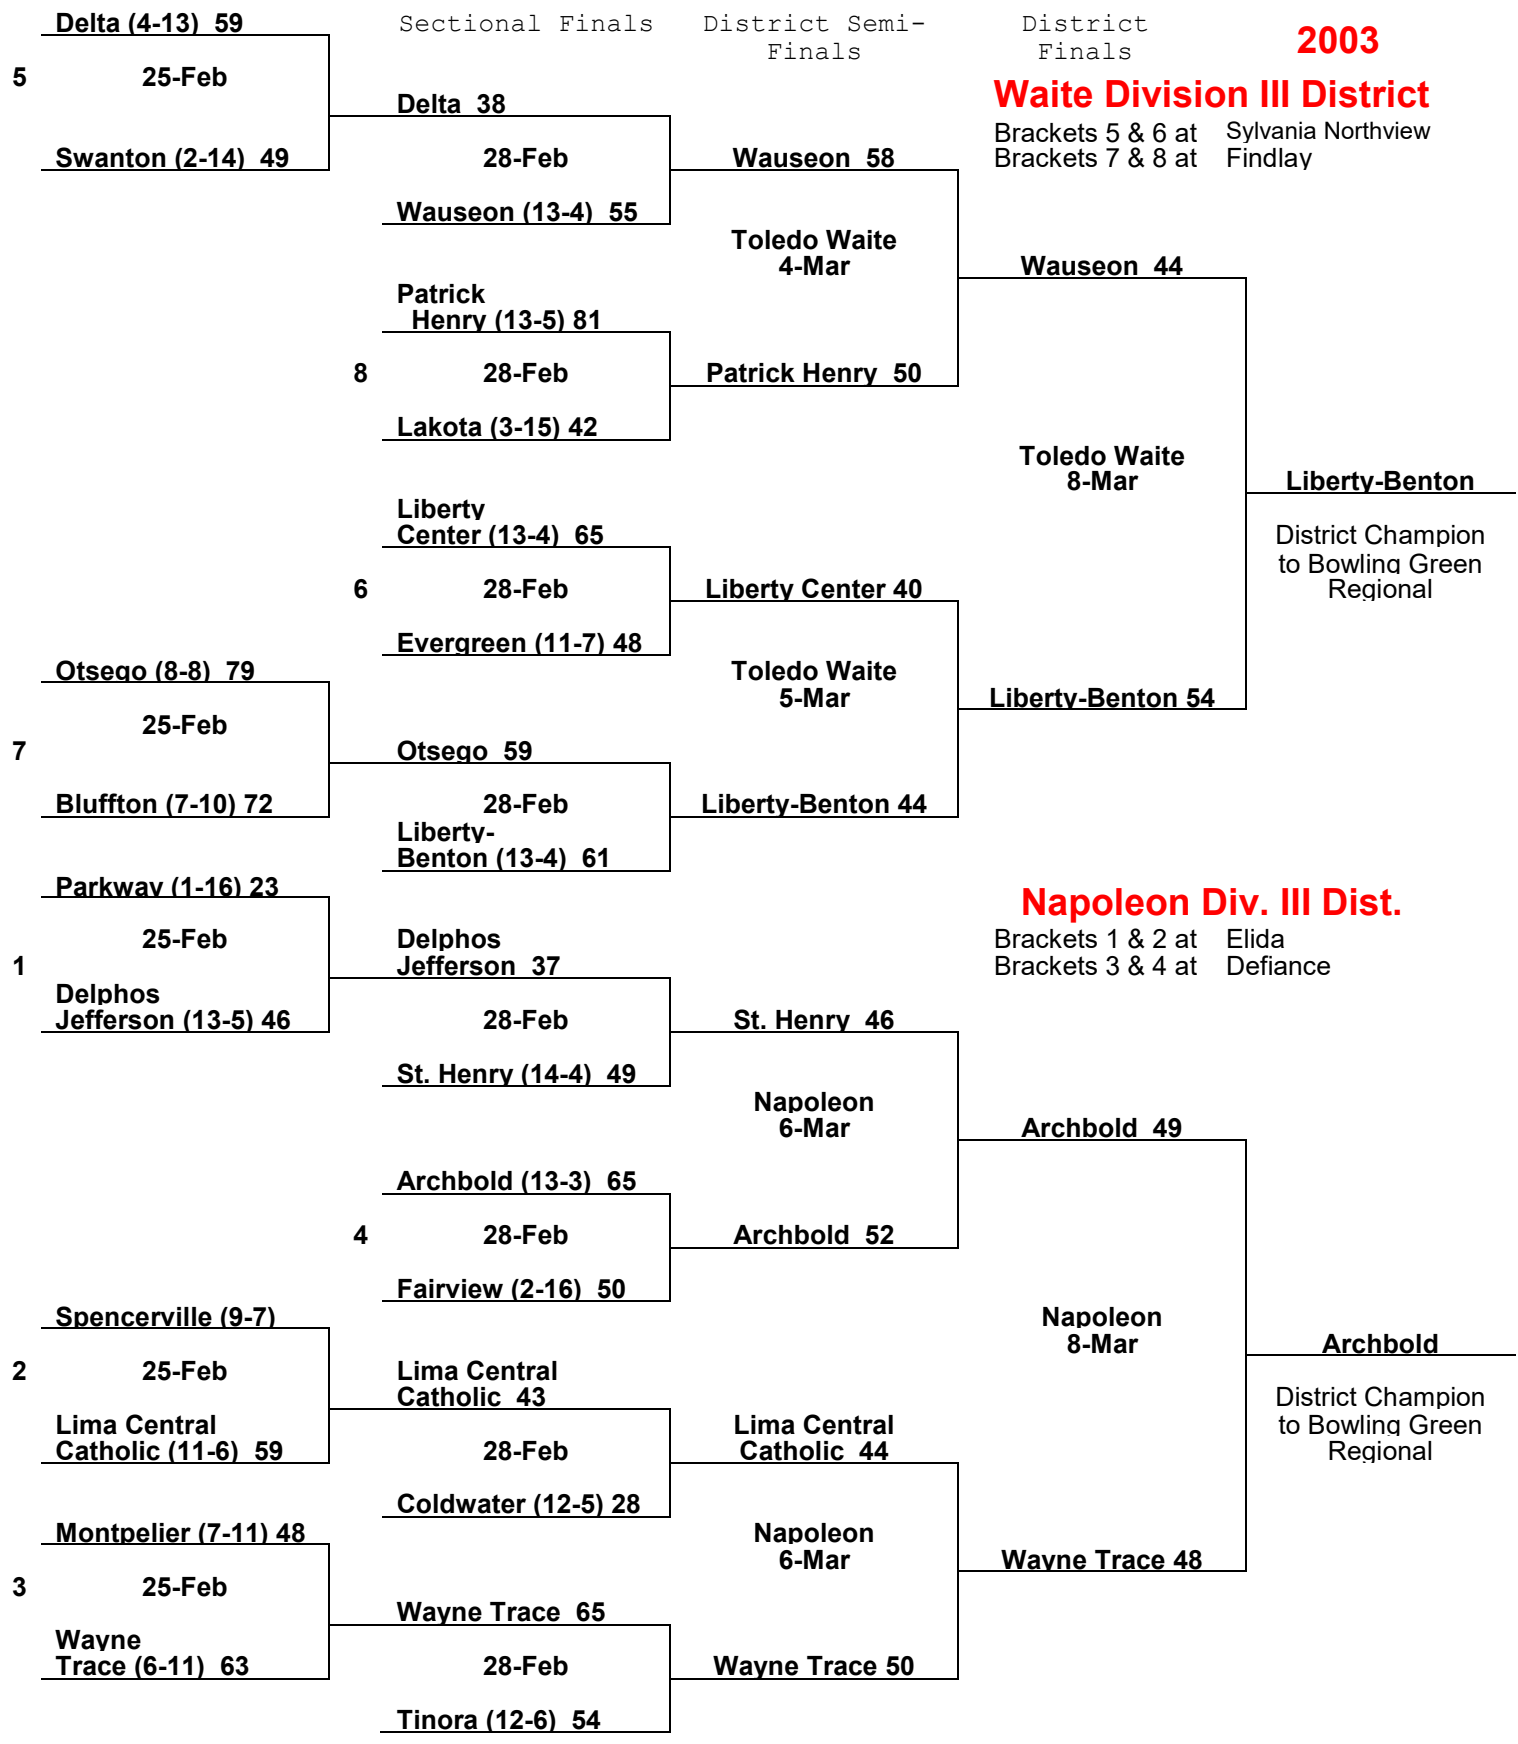 Delta (4-13) 59
Sectional Finals
District Semi-
Finals
District
Finals
2003
5
25-Feb
Waite Division III District
Delta 38
Brackets 5 & 6 at Sylvania Northview
Brackets 7 & 8 at Findlay
Swanton (2-14) 49
28-Feb
Wauseon 58
Wauseon (13-4) 55
Toledo Waite
4-Mar
Wauseon 44
Patrick
Henry (13-5) 81
8
28-Feb
Patrick Henry 50
Lakota (3-15) 42
Toledo Waite
8-Mar
Liberty-Benton
Liberty
Center (13-4) 65
District Champion
to Bowling Green
Regional
6
28-Feb
Liberty Center 40
Evergreen (11-7) 48
Otsego (8-8) 79
Toledo Waite
5-Mar
Liberty-Benton 54
25-Feb
7
Otsego 59
Bluffton (7-10) 72
28-Feb
Liberty-Benton 44
Liberty-
Benton (13-4) 61
Parkway (1-16) 23
Napoleon Div. III Dist.
25-Feb
Delphos
Jefferson 37
Brackets 1 & 2 at Elida
Brackets 3 & 4 at Defiance
1
Delphos
Jefferson (13-5) 46
28-Feb
St. Henry 46
St. Henry (14-4) 49
Napoleon
6-Mar
Archbold 49
Archbold (13-3) 65
4
28-Feb
Archbold 52
Fairview (2-16) 50
Spencerville (9-7)
Napoleon
8-Mar
Archbold
2
25-Feb
Lima Central
Catholic 43
District Champion
to Bowling Green
Regional
Lima Central
Catholic (11-6) 59
28-Feb
Lima Central
Catholic 44
Coldwater (12-5) 28
Montpelier (7-11) 48
Napoleon
6-Mar
Wayne Trace 48
3
25-Feb
Wayne Trace 65
Wayne
Trace (6-11) 63
28-Feb
Wayne Trace 50
Tinora (12-6) 54